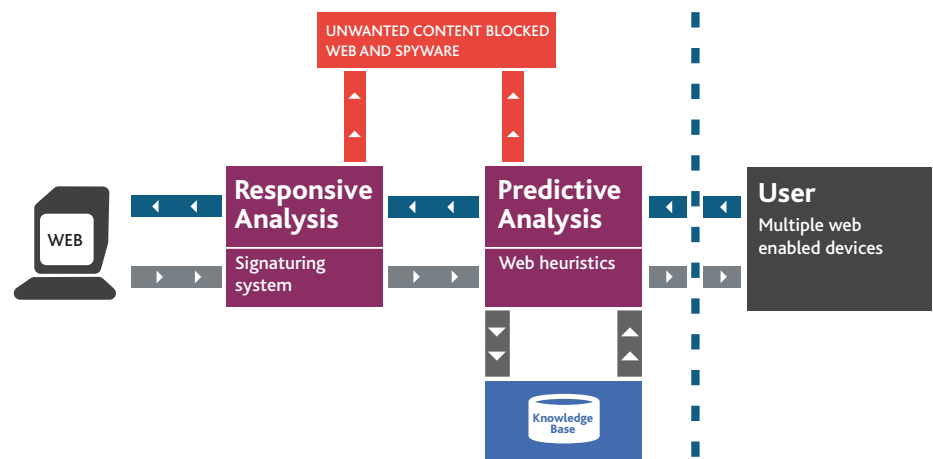 UNWANTED CONTENT BLOCKED
WEB AND SPYWARE
WEB
Responsive
Analysis
Signaturing
system
Predictive
Analysis
Web heuristics
User
Multiple web
enabled devices
Knowledge
Base